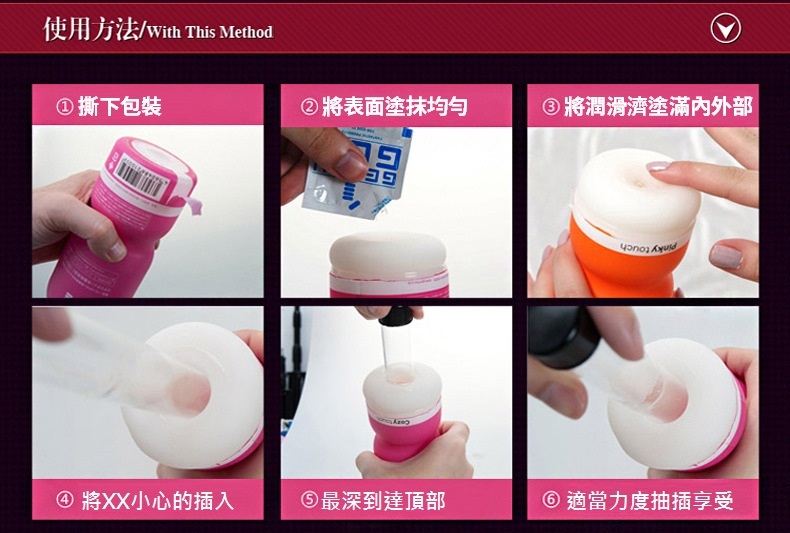 使用方法/With This Method
① 撕下包裝
② 將表面塗抹均勻
③ 將潤滑濟塗滿內外部
Pinky touch
④ 將XX小心的插入
⑤ 最深到達頂部
Cozy touch
⑥ 適當力度抽插享受